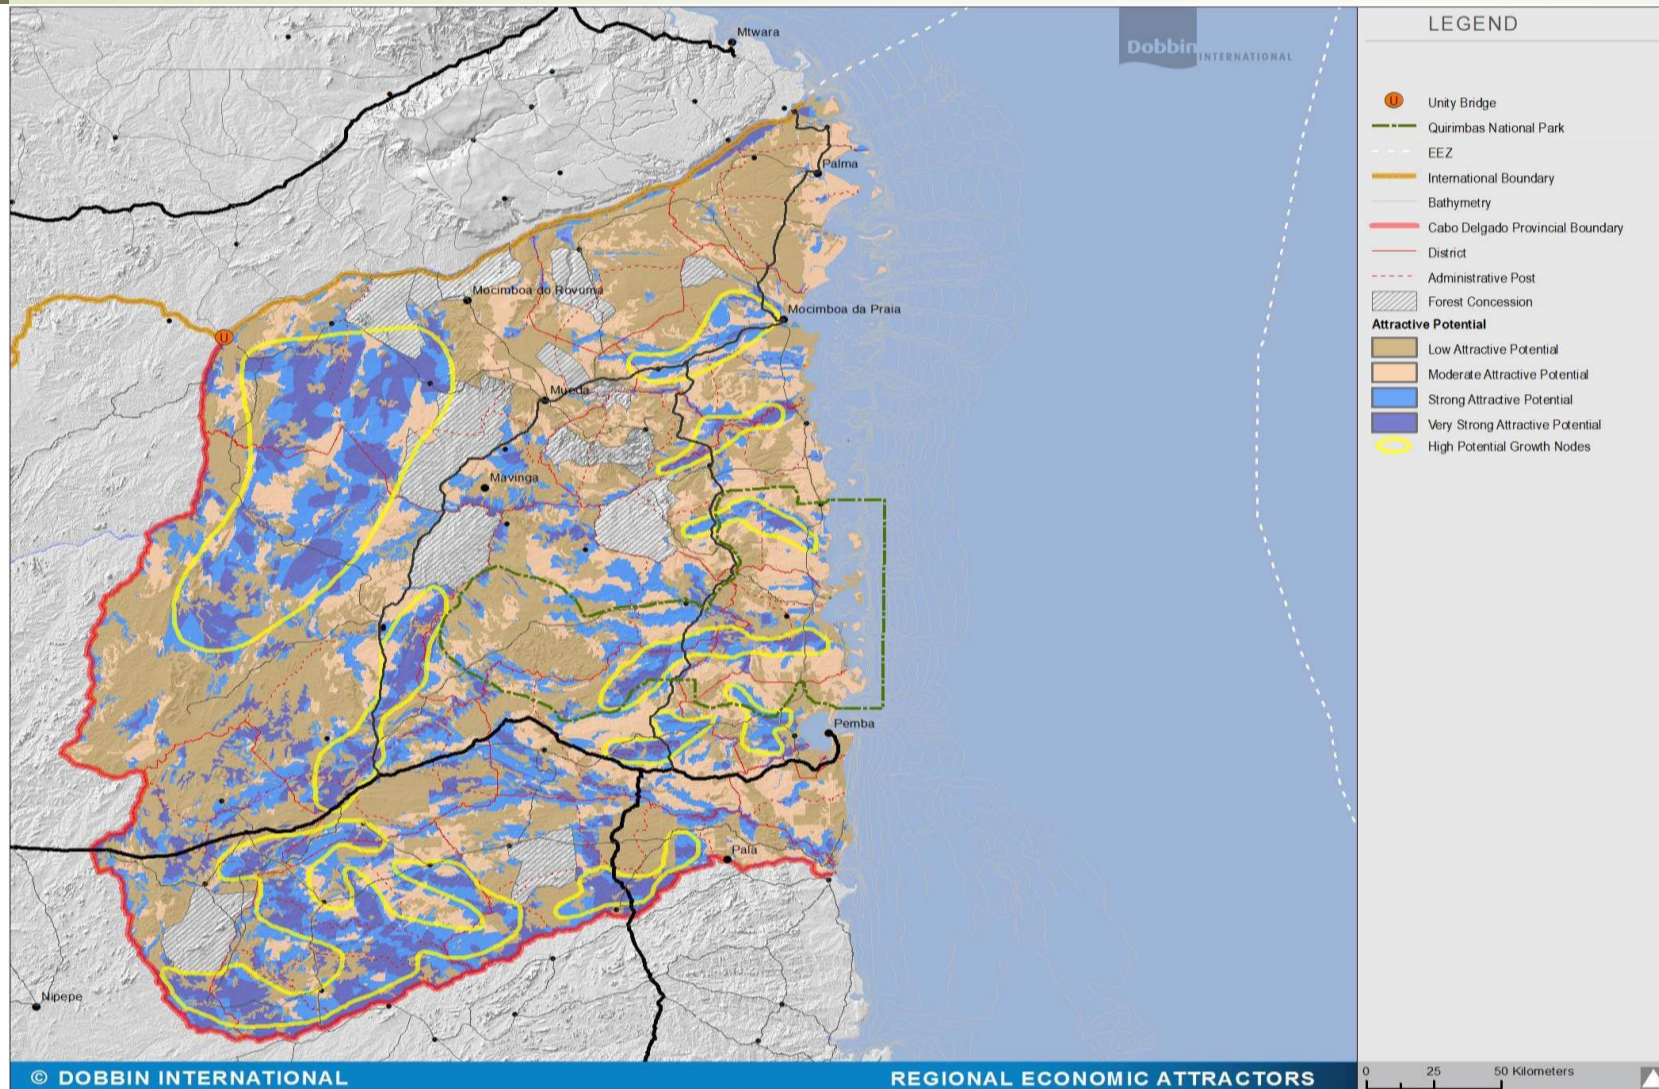 Mtwara
Dobbin
INTERNATIONAL
Palma
Mocimboa do Rovuma
Mocimboa da Praia
U
Mueda
Mavinga
Pemba
Pala
Nipepe
LEGEND
U Unity Bridge
Quirimbas National Park
EEZ
International Boundary
Bathymetry
Cabo Delgado Provincial Boundary
District
Administrative Post
Forest Concession
Attractive Potential
Low Attractive Potential
Moderate Attractive Potential
Strong Attractive Potential
Very Strong Attractive Potential
High Potential Growth Nodes
© DOBBIN INTERNATIONAL
REGIONAL ECONOMIC ATTRACTORS
0 25 50 Kilometers